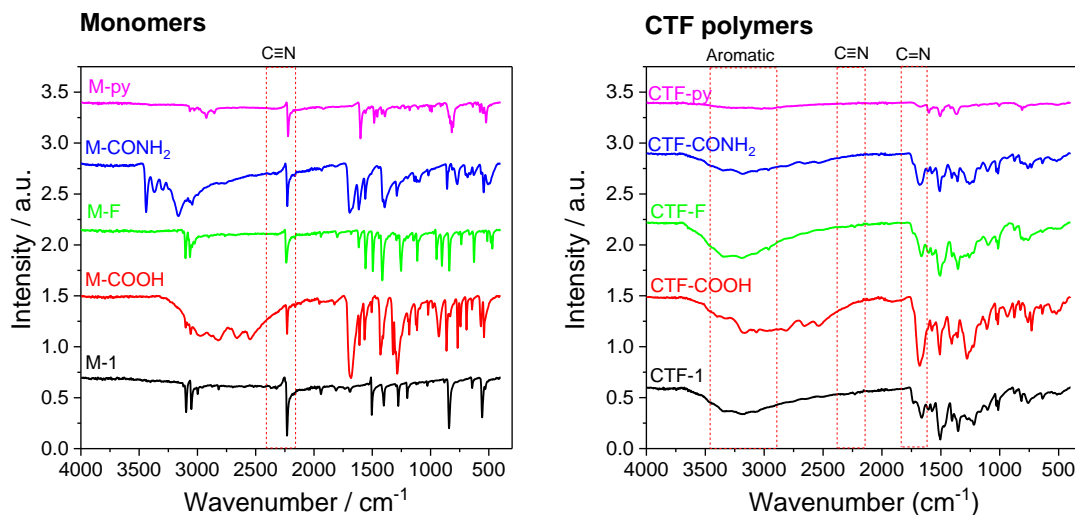 Monomers
C≡N
M-py
M-CONH₂
M-F
M-COOH
M-1
Intensity / a.u.
3.5
3.0
2.5
2.0
1.5
1.0
0.5
0.0
4000 3500 3000 2500 2000 1500 1000 500
Wavenumber / cm⁻¹
CTF polymers
Aromatic C≡N C=N
CTF-py
CTF-CONH₂
CTF-F
CTF-COOH
CTF-1
Intensity / a.u.
3.5
3.0
2.5
2.0
1.5
1.0
0.5
0.0
4000 3500 3000 2500 2000 1500 1000 500
Wavenumber (cm⁻¹)